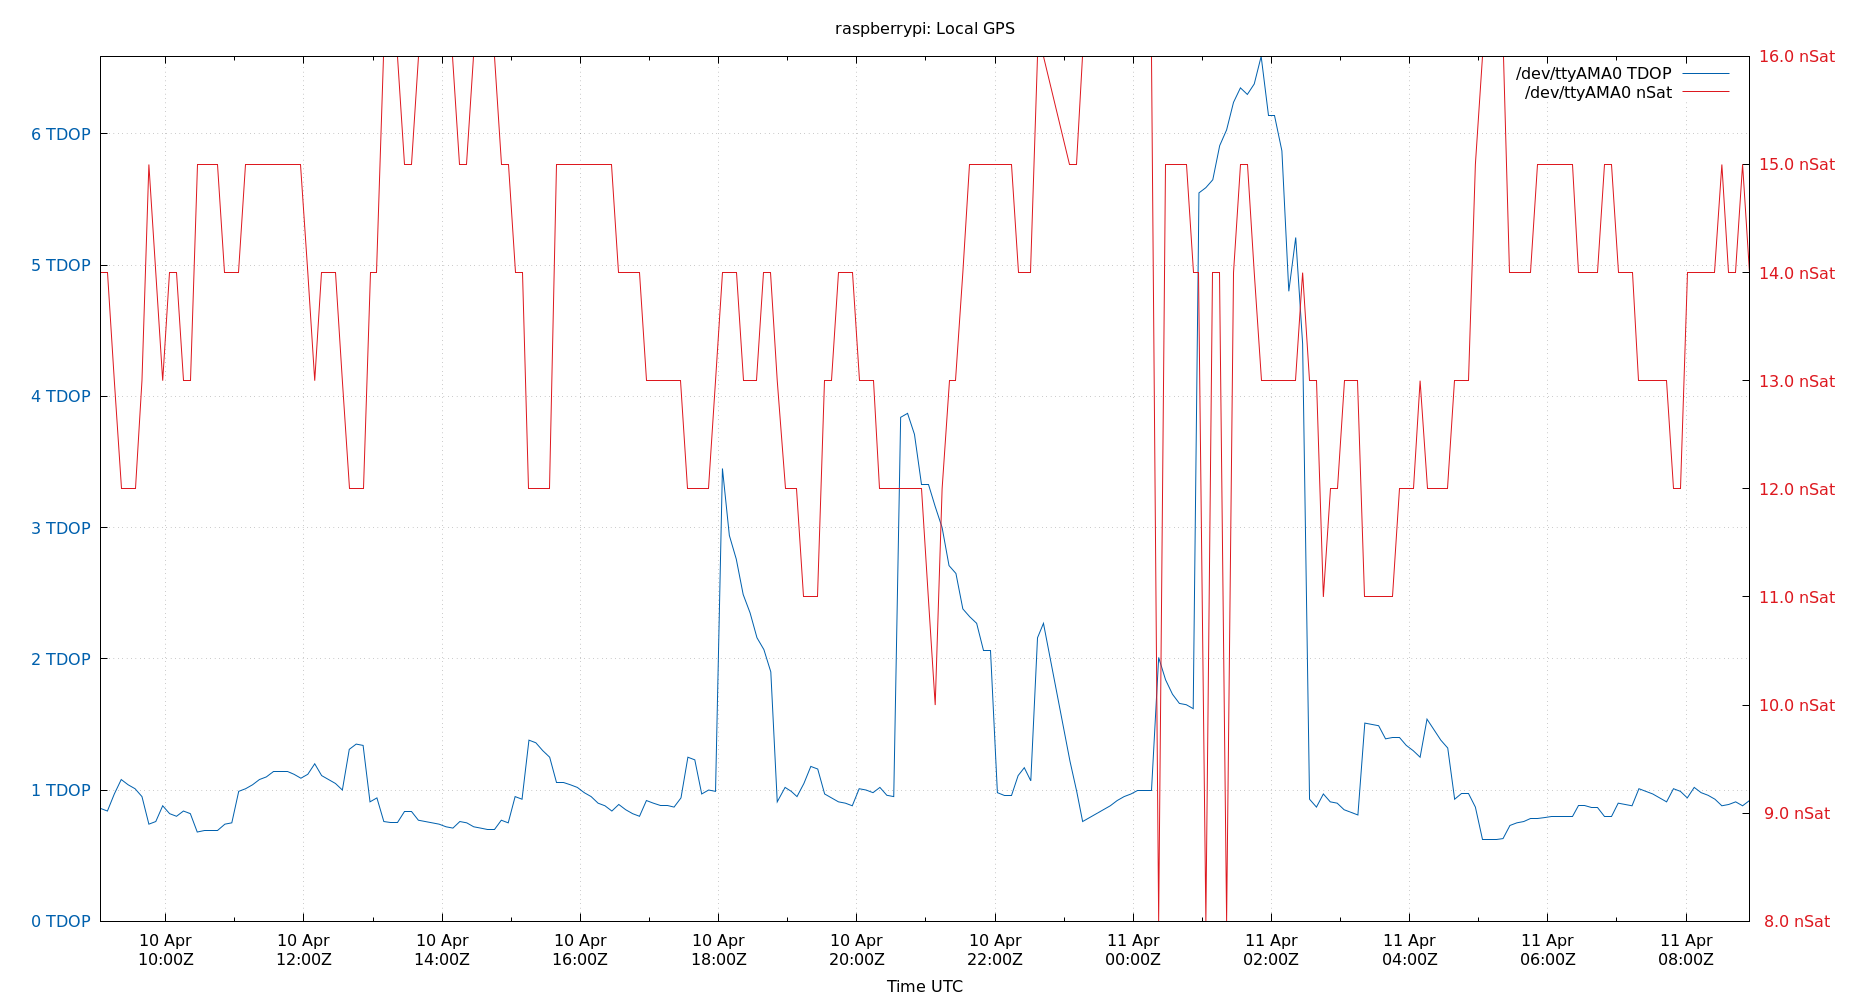 raspberrypi: Local GPS
/dev/ttyAMA0 TDOP
/dev/ttyAMA0 nSat
6 TDOP
5 TDOP
4 TDOP
3 TDOP
2 TDOP
1 TDOP
0 TDOP
16.0 nSat
15.0 nSat
14.0 nSat
13.0 nSat
12.0 nSat
11.0 nSat
10.0 nSat
9.0 nSat
8.0 nSat
10 Apr
10:00Z
10 Apr
12:00Z
10 Apr
14:00Z
10 Apr
16:00Z
10 Apr
18:00Z
10 Apr
20:00Z
10 Apr
22:00Z
11 Apr
00:00Z
11 Apr
02:00Z
11 Apr
04:00Z
11 Apr
06:00Z
11 Apr
08:00Z
Time UTC